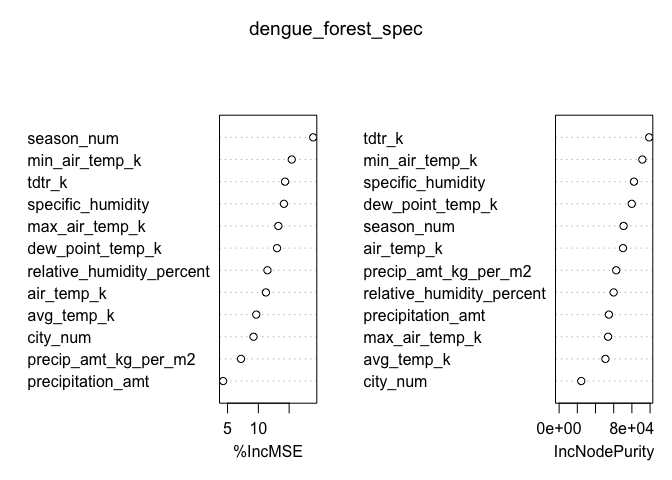 dengue_forest_spec
season_num
min_air_temp_k
tdtr_k
specific_humidity
max_air_temp_k
dew_point_temp_k
relative_humidity_percent
air_temp_k
avg_temp_k
city_num
precip_amt_kg_per_m2
precipitation_amt
5 10
%IncMSE
tdtr_k
min_air_temp_k
specific_humidity
dew_point_temp_k
season_num
air_temp_k
precip_amt_kg_per_m2
relative_humidity_percent
precipitation_amt
max_air_temp_k
avg_temp_k
city_num
0e+00 8e+04
IncNodePurity